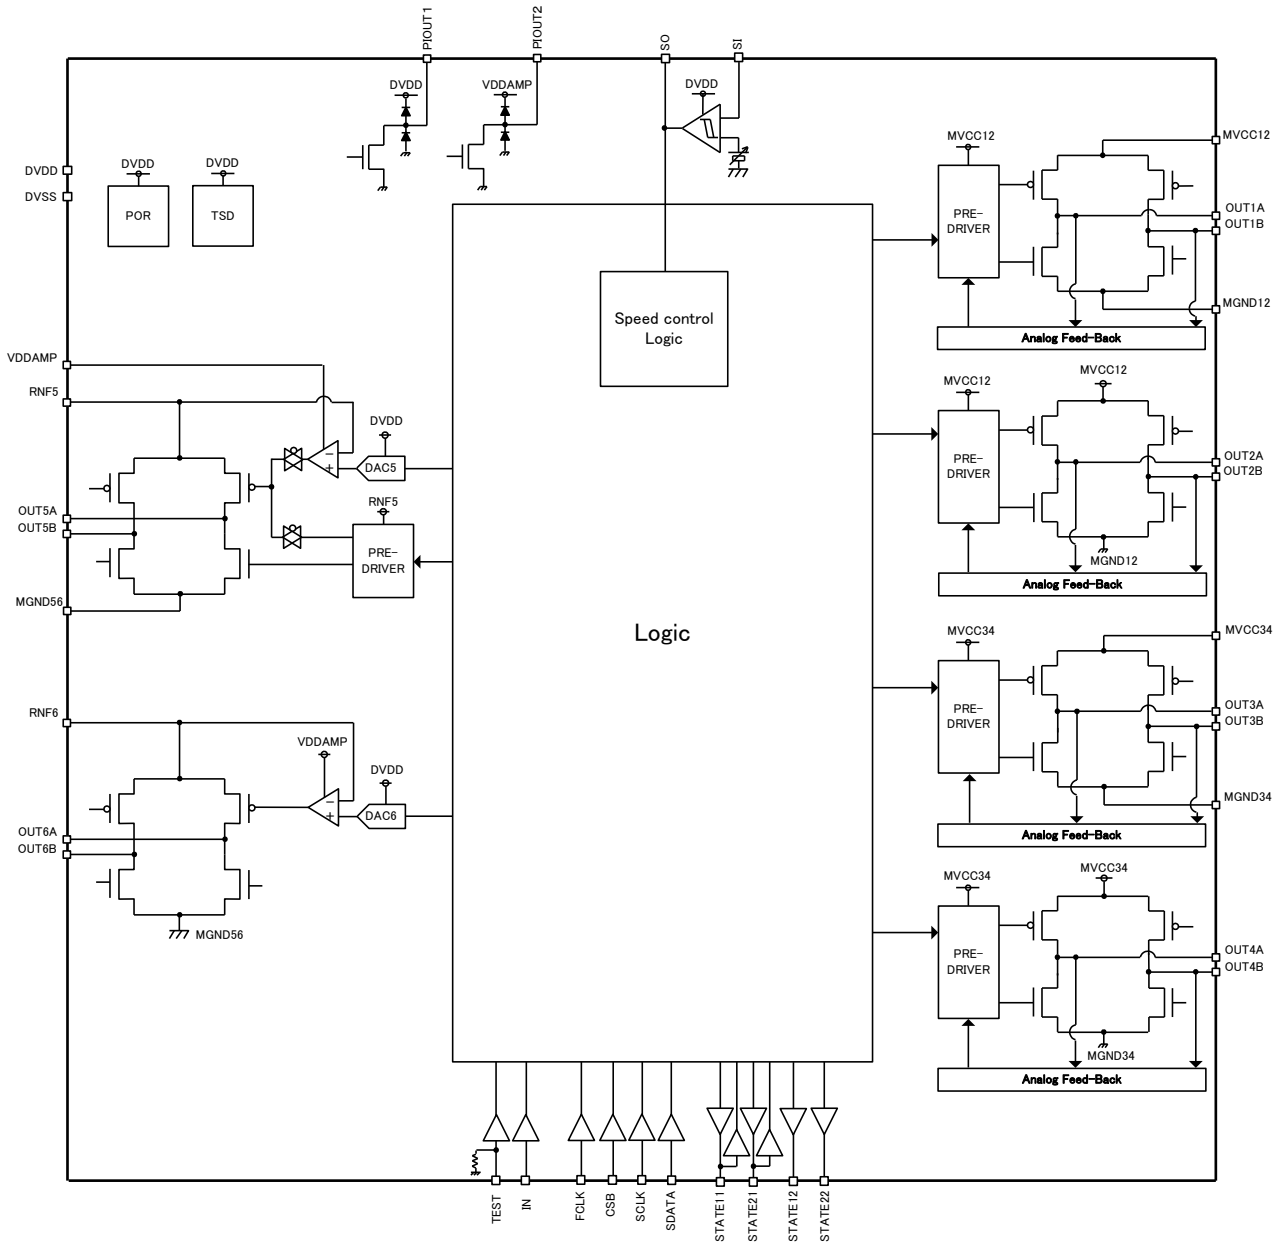 PIOUT1
PIOUT2
SO
SI
DVDD
VDDAMP
DVDD
DVDD
DVSS
DVDD
POR
DVDD
TSD
MVCC12
PRE-
DRIVER
MVCC12
OUT1A
OUT1B
MGND12
Analog Feed-Back
Speed control
Logic
VDDAMP
RNF5
DVDD
DAC5
RNF5
PRE-
DRIVER
OUT5A
OUT5B
MGND56
MVCC12
MVCC12
PRE-
DRIVER
OUT2A
OUT2B
MGND12
Analog Feed-Back
Logic
MVCC34
PRE-
DRIVER
MVCC34
OUT3A
OUT3B
MGND34
Analog Feed-Back
RNF6
VDDAMP
DVDD
DAC6
OUT6A
OUT6B
MGND56
MVCC34
MVCC34
PRE-
DRIVER
OUT4A
OUT4B
MGND34
Analog Feed-Back
TEST
IN
FCLK
CSB
SCLK
SDATA
STATE11
STATE21
STATE12
STATE22